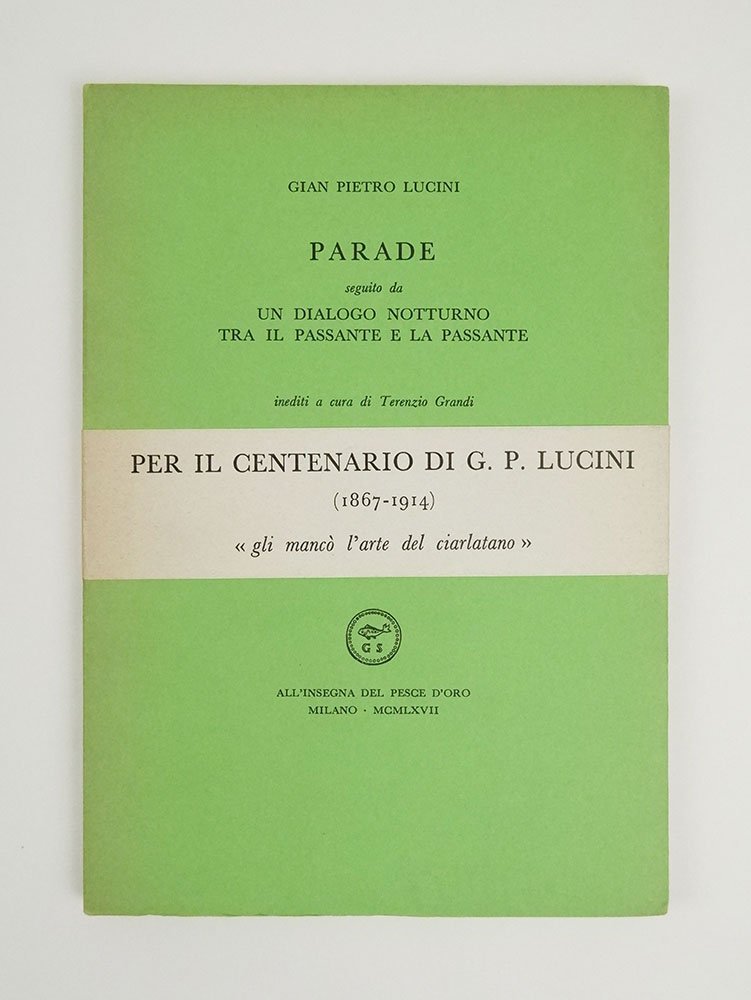 GIAN PIETRO LUCINI
PARADE
seguito da
UN DIALOGO NOTTURNO
TRA IL PASSANTE E LA PASSANTE
inediti a cura di Terenzio Grandi
PER IL CENTENARIO DI G. P. LUCINI
(1867-1914)
« gli mancò l'arte del ciarlatano »
G S
ALL'INSEGNA DEL PESCE D'ORO
MILANO · MCMLXVII